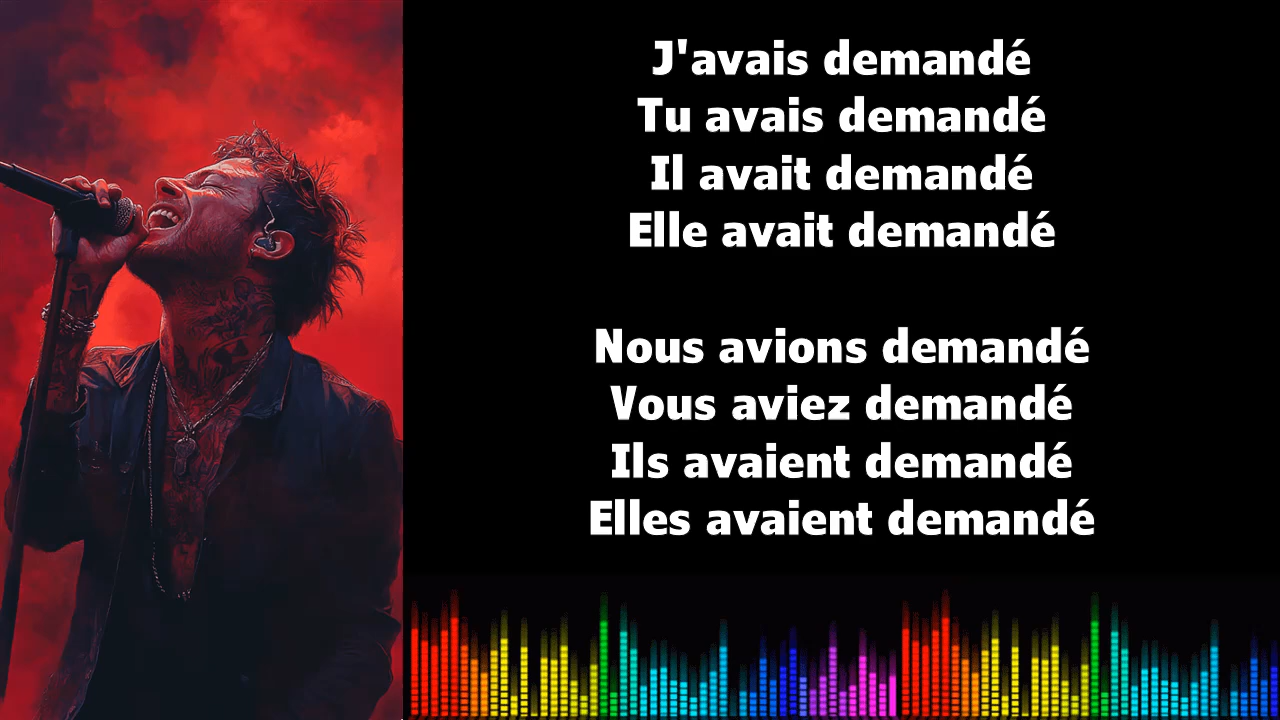 J'avais demandé
Tu avais demandé
Il avait demandé
Elle avait demandé
Nous avions demandé
Vous aviez demandé
Ils avaient demandé
Elles avaient demandé